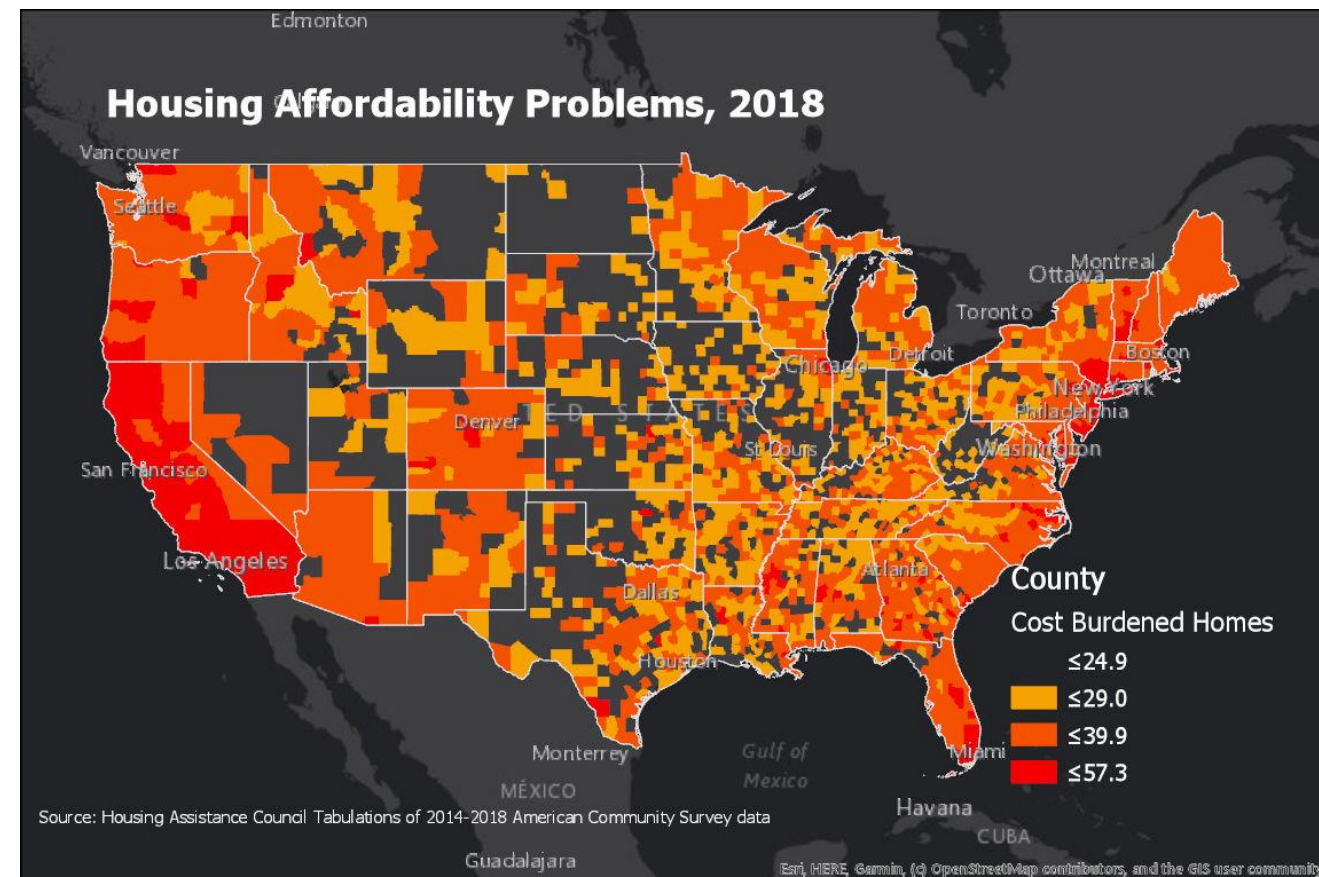 Edmonton
Housing Affordability Problems, 2018
Vancouver
Seattle
Montreal
Ottawa
Toronto
Boston
Detroit
Chicago
New York
Philadelphia
Denver
TED STATES
St Louis
Washington
San Francisco
Los Angeles
Atlanta
Dallas
Houston
County
Cost Burdened Homes
≤24.9
≤29.0
≤39.9
≤57.3
Miami
Monterrey
Gulf of
Mexico
MÉXICO
Havana
CUBA
Source: Housing Assistance Council Tabulations of 2014-2018 American Community Survey data
Guadalajara
Esri, HERE, Garmin, (c) OpenStreetMap contributors, and the GIS user community